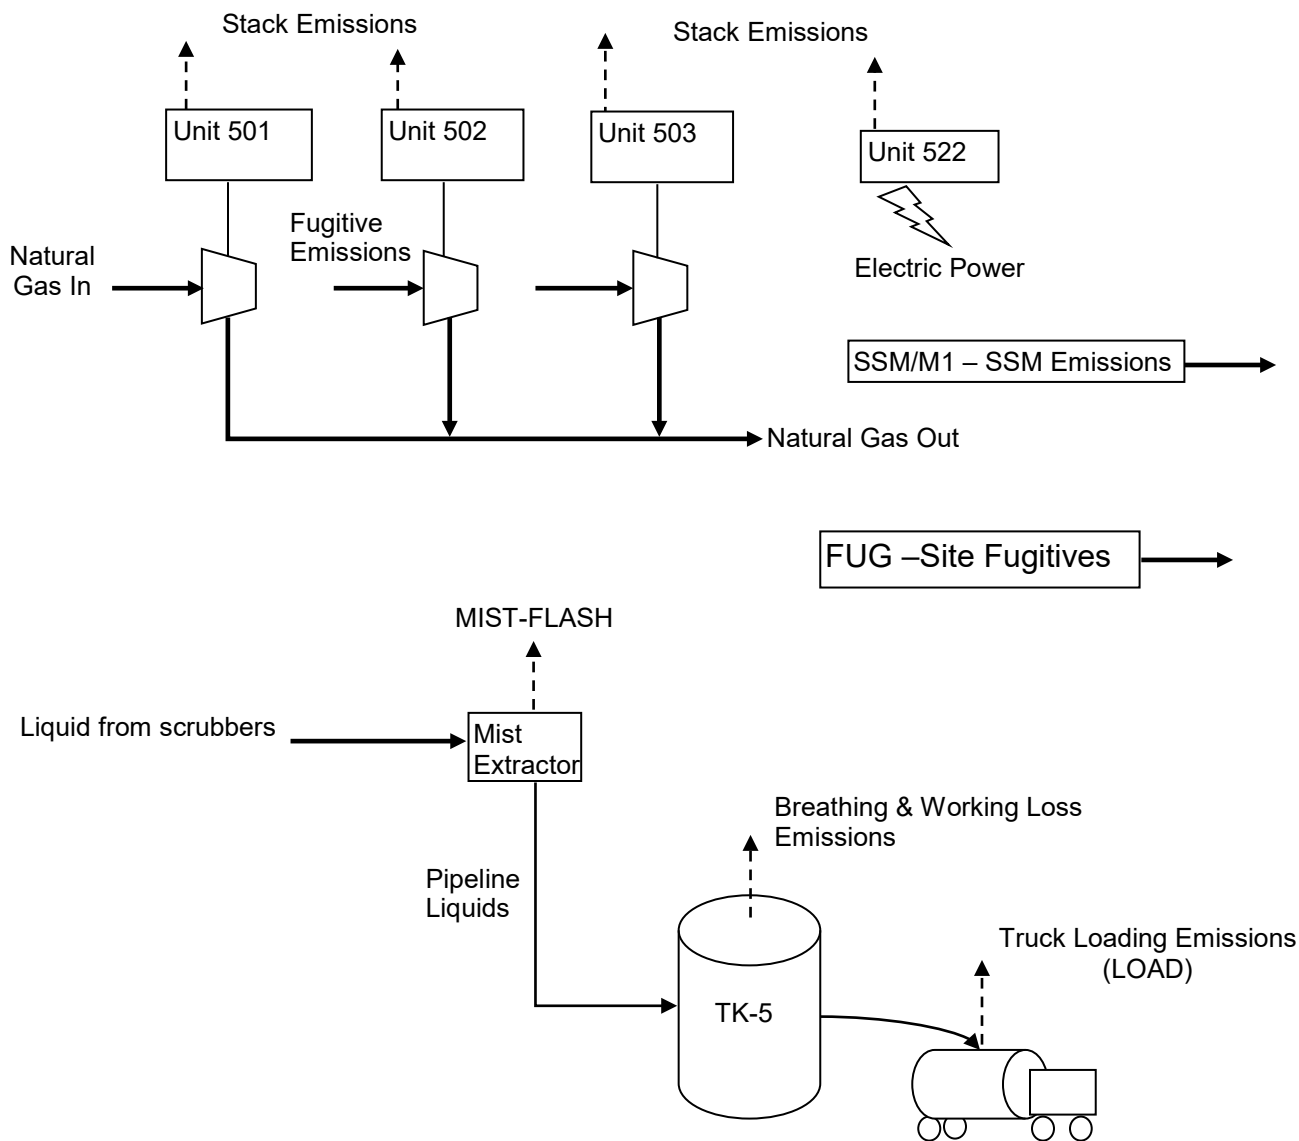 Stack Emissions
Stack Emissions
Unit 501
Unit 502
Unit 503
Unit 522
Fugitive
Emissions
Natural
Gas In
Electric Power
SSM/M1 – SSM Emissions
Natural Gas Out
FUG –Site Fugitives
MIST-FLASH
Liquid from scrubbers
Mist
Extractor
Breathing & Working Loss
Emissions
Pipeline
Liquids
Truck Loading Emissions
(LOAD)
TK-5